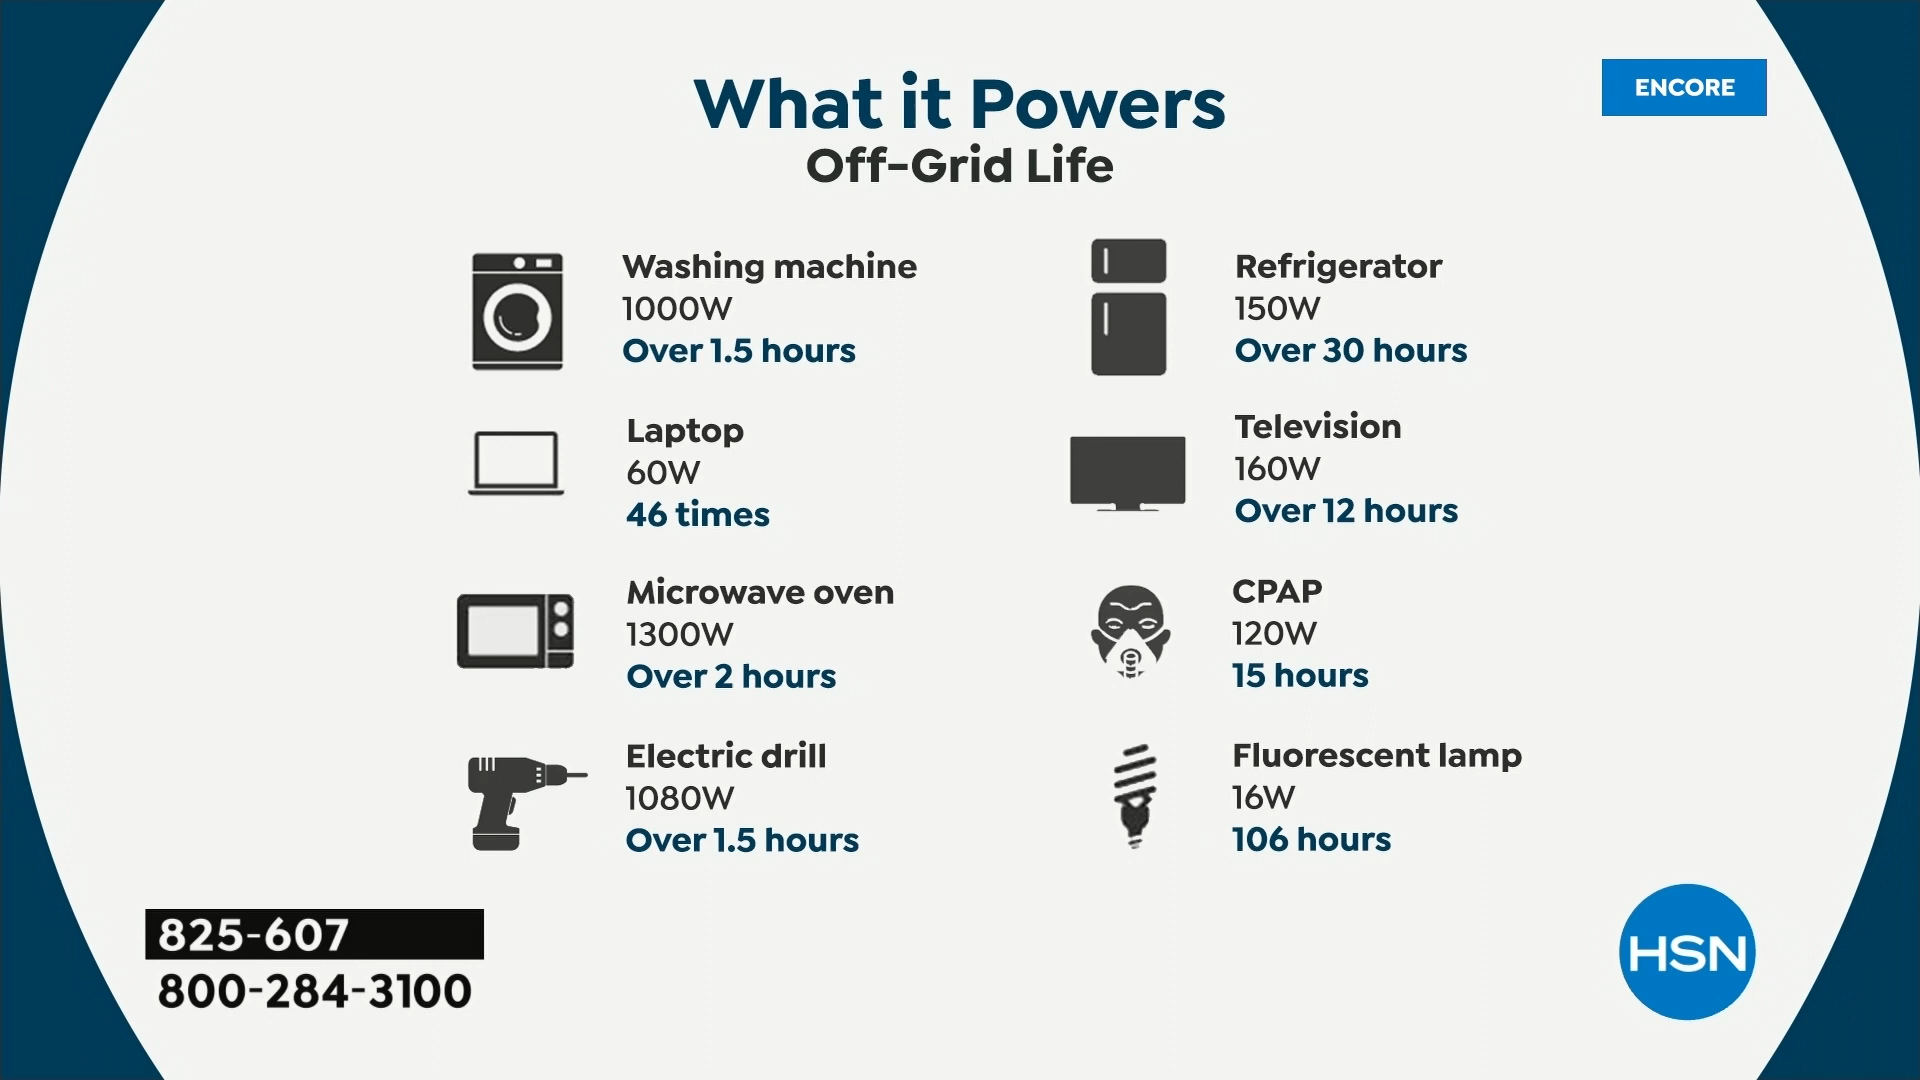 What it Powers
Off-Grid Life
ENCORE
Washing machine
1000W
Over 1.5 hours
Refrigerator
150W
Over 30 hours
Laptop
60W
46 times
Television
160W
Over 12 hours
Microwave oven
1300W
Over 2 hours
CPAP
120W
15 hours
Electric drill
1080W
Over 1.5 hours
Fluorescent lamp
16W
106 hours
825-607
800-284-3100
HSN